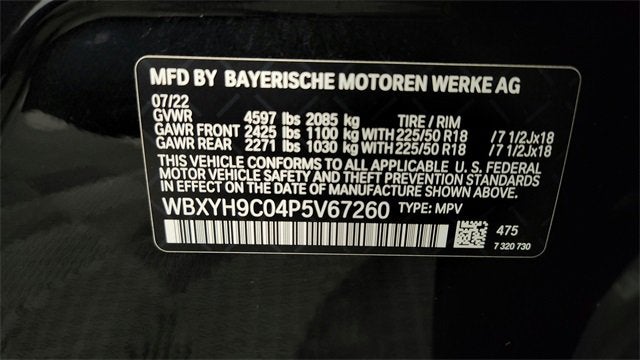 MFD BY BAYERISCHE MOTOREN WERKE AG
07/22
GVWR 4597 lbs 2085 kg TIRE / RIM
GAWR FRONT 2425 lbs 1100 kg WITH 225/50 R18 /7 1/2Jx18
GAWR REAR 2271 lbs 1030 kg WITH 225/50 R18 /7 1/2Jx18
THIS VEHICLE CONFORMS TO ALL APPLICABLE U. S. FEDERAL
MOTOR VEHICLE SAFETY, BUMPER, AND THEFT PREVENTION
STANDARDS IN EFFECT ON THE DATE OF MANUFACTURE SHOWN ABOVE.
WBXYH9C04P5V67260 TYPE: MPV
475
7 320 730